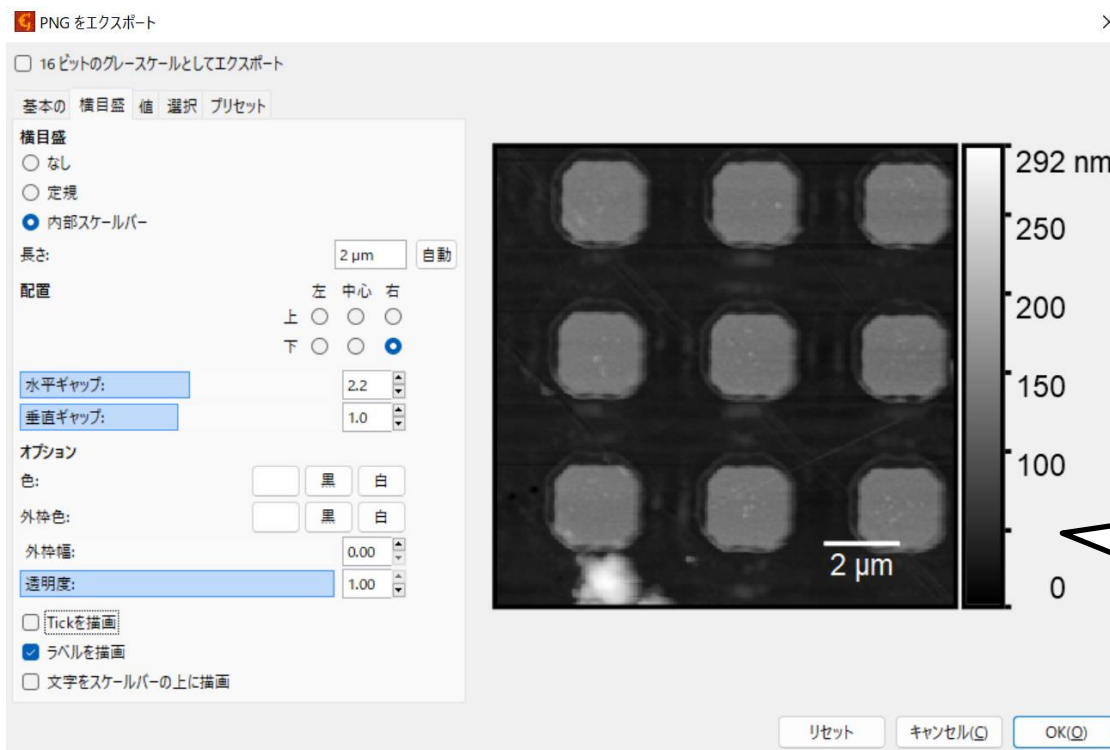 PNG をエクスポート
16 ビットのグレースケールとしてエクスポート
基本の 横目盛 値 選択 プリセット
横目盛
なし
定規
内部スケールバー
長さ: 2 µm 自動
配置 左 中心 右
上
下
水平ギャップ: 2.2
垂直ギャップ: 1.0
オプション
色: 黒 白
外枠色: 黒 白
外枠幅: 0.00
透明度: 1.00
Tickを描画
ラベルを描画
文字をスケールバーの上に描画
2 µm
292 nm
250
200
150
100
0
リセット キャンセル(C) OK(O)